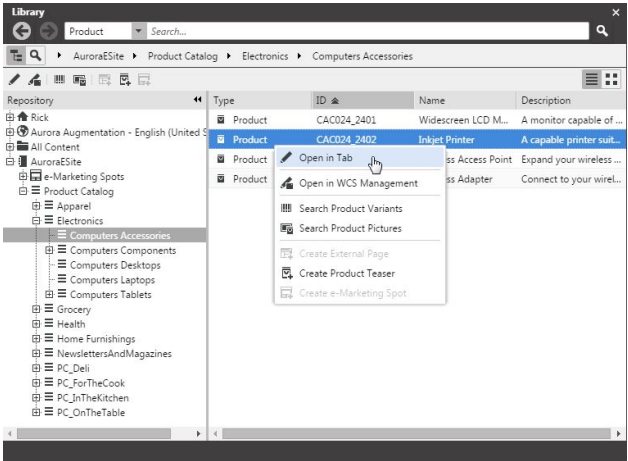 Library
Product Search...
AuroraESite Product Catalog Electronics Computers Accessories
Repository Type ID Name Description
Rick
Aurora Augmentation - English (United S
All Content
AuroraESite
e-Marketing Spots
Product Catalog
Apparel
Electronics
Computers Accessories
Computers Components
Computers Desktops
Computers Laptops
Computers Tablets
Grocery
Health
Home Furnishings
NewslettersAndMagazines
PC_Deli
PC_ForTheCook
PC_InTheKitchen
PC_OnTheTable
Product CAC024_2401 Widescreen LCD M... A monitor capable of ...
Product CAC024_2402 Inkjet Printer A capable printer suit...
Product ss Access Point Expand your wireless ...
Product ss Adapter Connect to your wirel...
Open in Tab
Open in WCS Management
Search Product Variants
Search Product Pictures
Create External Page
Create Product Teaser
Create e-Marketing Spot